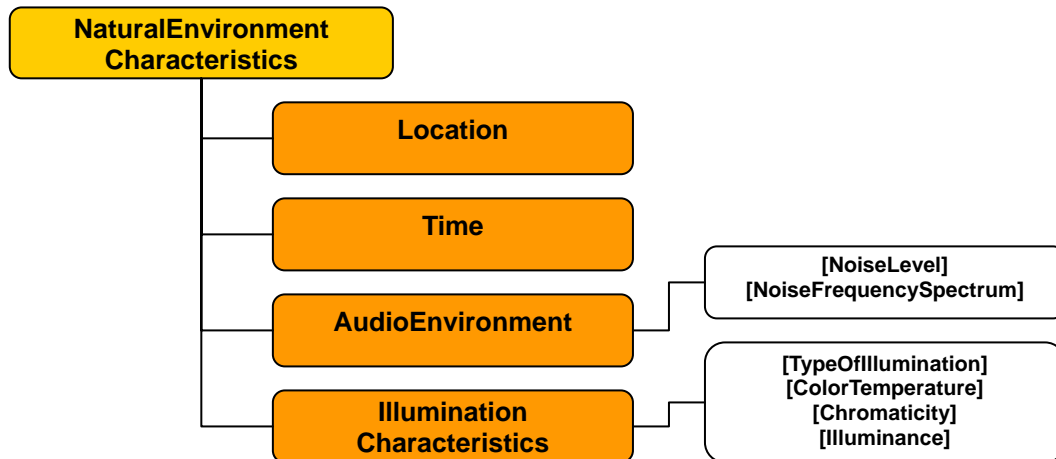 NaturalEnvironment
Characteristics
Location
Time
AudioEnvironment
[NoiseLevel]
[NoiseFrequencySpectrum]
Illumination
Characteristics
[TypeOfIllumination]
[ColorTemperature]
[Chromaticity]
[Illuminance]